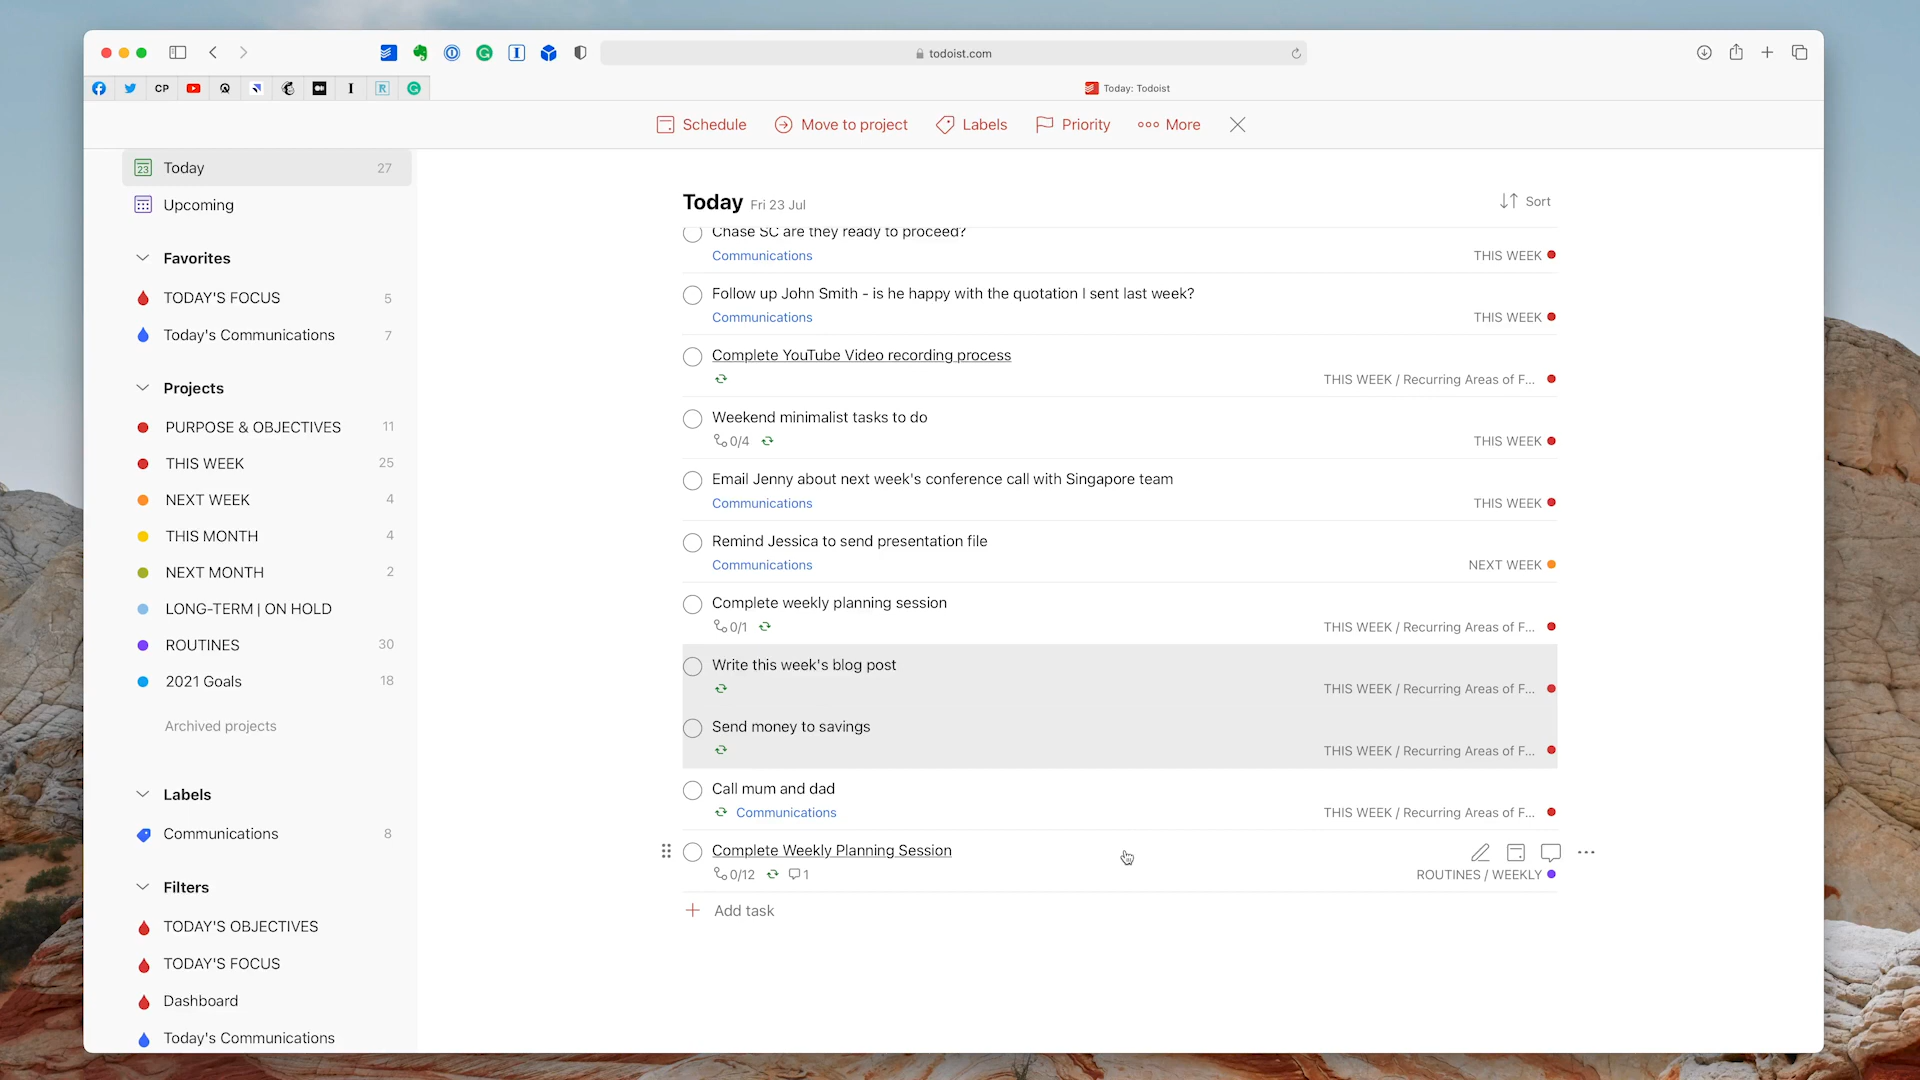 todoist.com
CP
Today: Todoist
Schedule
Move to project
Labels
Priority
More
23
Today
27
Upcoming
Favorites
TODAY'S FOCUS
5
Today's Communications
7
Projects
PURPOSE & OBJECTIVES
11
THIS WEEK
25
NEXT WEEK
4
THIS MONTH
4
NEXT MONTH
2
LONG-TERM | ON HOLD
ROUTINES
30
2021 Goals
18
Archived projects
Labels
Communications
8
Filters
TODAY'S OBJECTIVES
TODAY'S FOCUS
Dashboard
Today's Communications
Today Fri 23 Jul
Sort
Chase SC are they ready to proceed?
Communications
THIS WEEK
Follow up John Smith - is he happy with the quotation I sent last week?
Communications
THIS WEEK
Complete YouTube Video recording process
THIS WEEK / Recurring Areas of F...
Weekend minimalist tasks to do
0/4
THIS WEEK
Email Jenny about next week's conference call with Singapore team
Communications
THIS WEEK
Remind Jessica to send presentation file
Communications
NEXT WEEK
Complete weekly planning session
0/1
THIS WEEK / Recurring Areas of F...
Write this week's blog post
THIS WEEK / Recurring Areas of F...
Send money to savings
THIS WEEK / Recurring Areas of F...
Call mum and dad
Communications
THIS WEEK / Recurring Areas of F...
Complete Weekly Planning Session
0/12
1
ROUTINES / WEEKLY
Add task